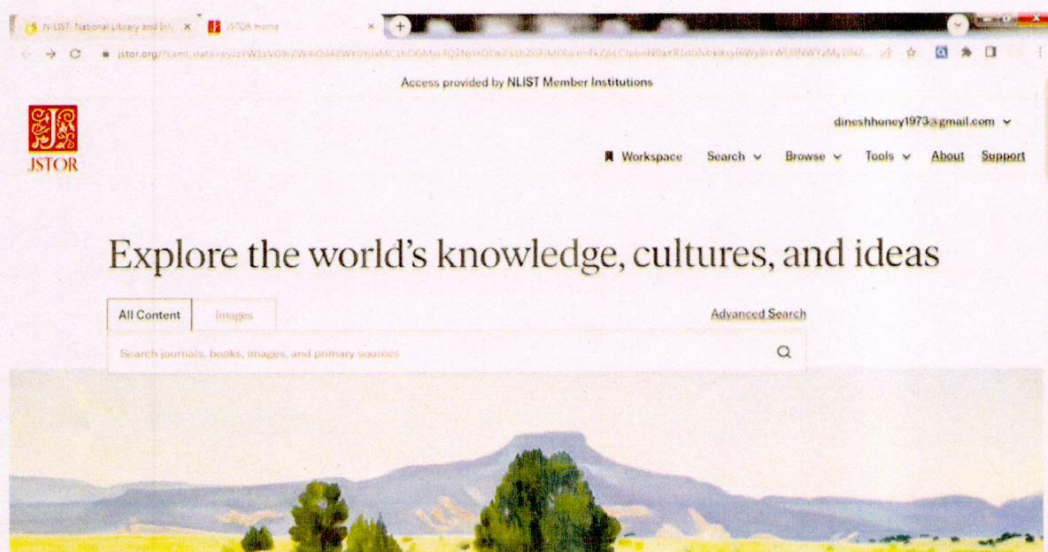 N-LIST: National Library and Inf
JSTOR Home
jstor.org/
Access provided by NLIST Member Institutions
dineshhoney1973@gmail.com
JSTOR
Workspace Search Browse Tools About Support
Explore the world's knowledge, cultures, and ideas
All Content Images Advanced Search
Search journals, books, images, and primary sources